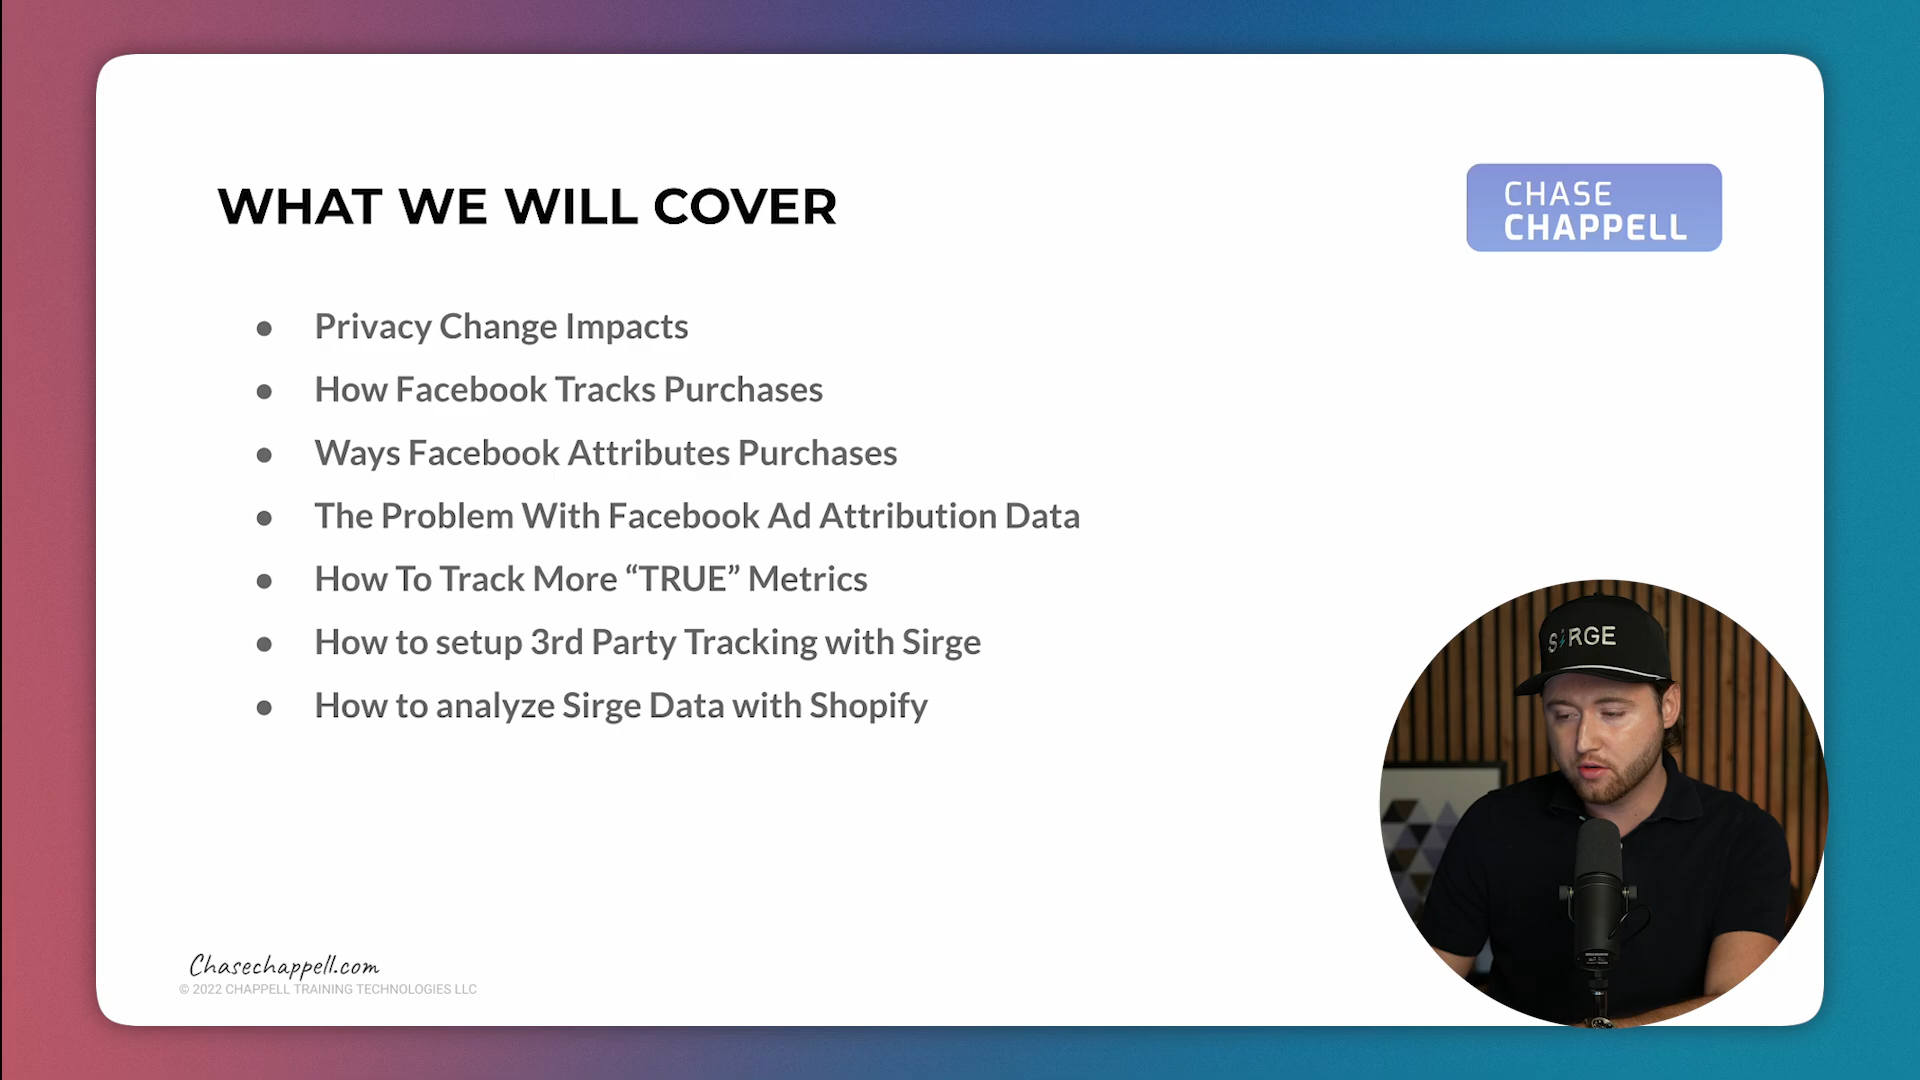 WHAT WE WILL COVER
CHASE
CHAPPELL
● Privacy Change Impacts
● How Facebook Tracks Purchases
● Ways Facebook Attributes Purchases
● The Problem With Facebook Ad Attribution Data
● How To Track More “TRUE” Metrics
● How to setup 3rd Party Tracking with Sirge
● How to analyze Sirge Data with Shopify
SIRGE
Chasechappell.com
© 2022 CHAPPELL TRAINING TECHNOLOGIES LLC